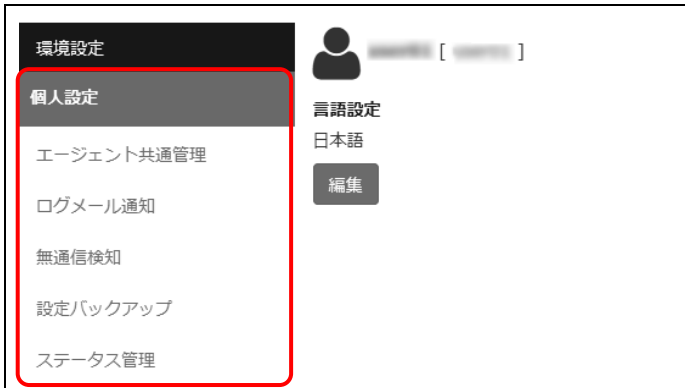 環境設定
個人設定
エージェント共通管理
ログメール通知
無通信検知
設定バックアップ
ステータス管理
[ ]
言語設定
日本語
編集